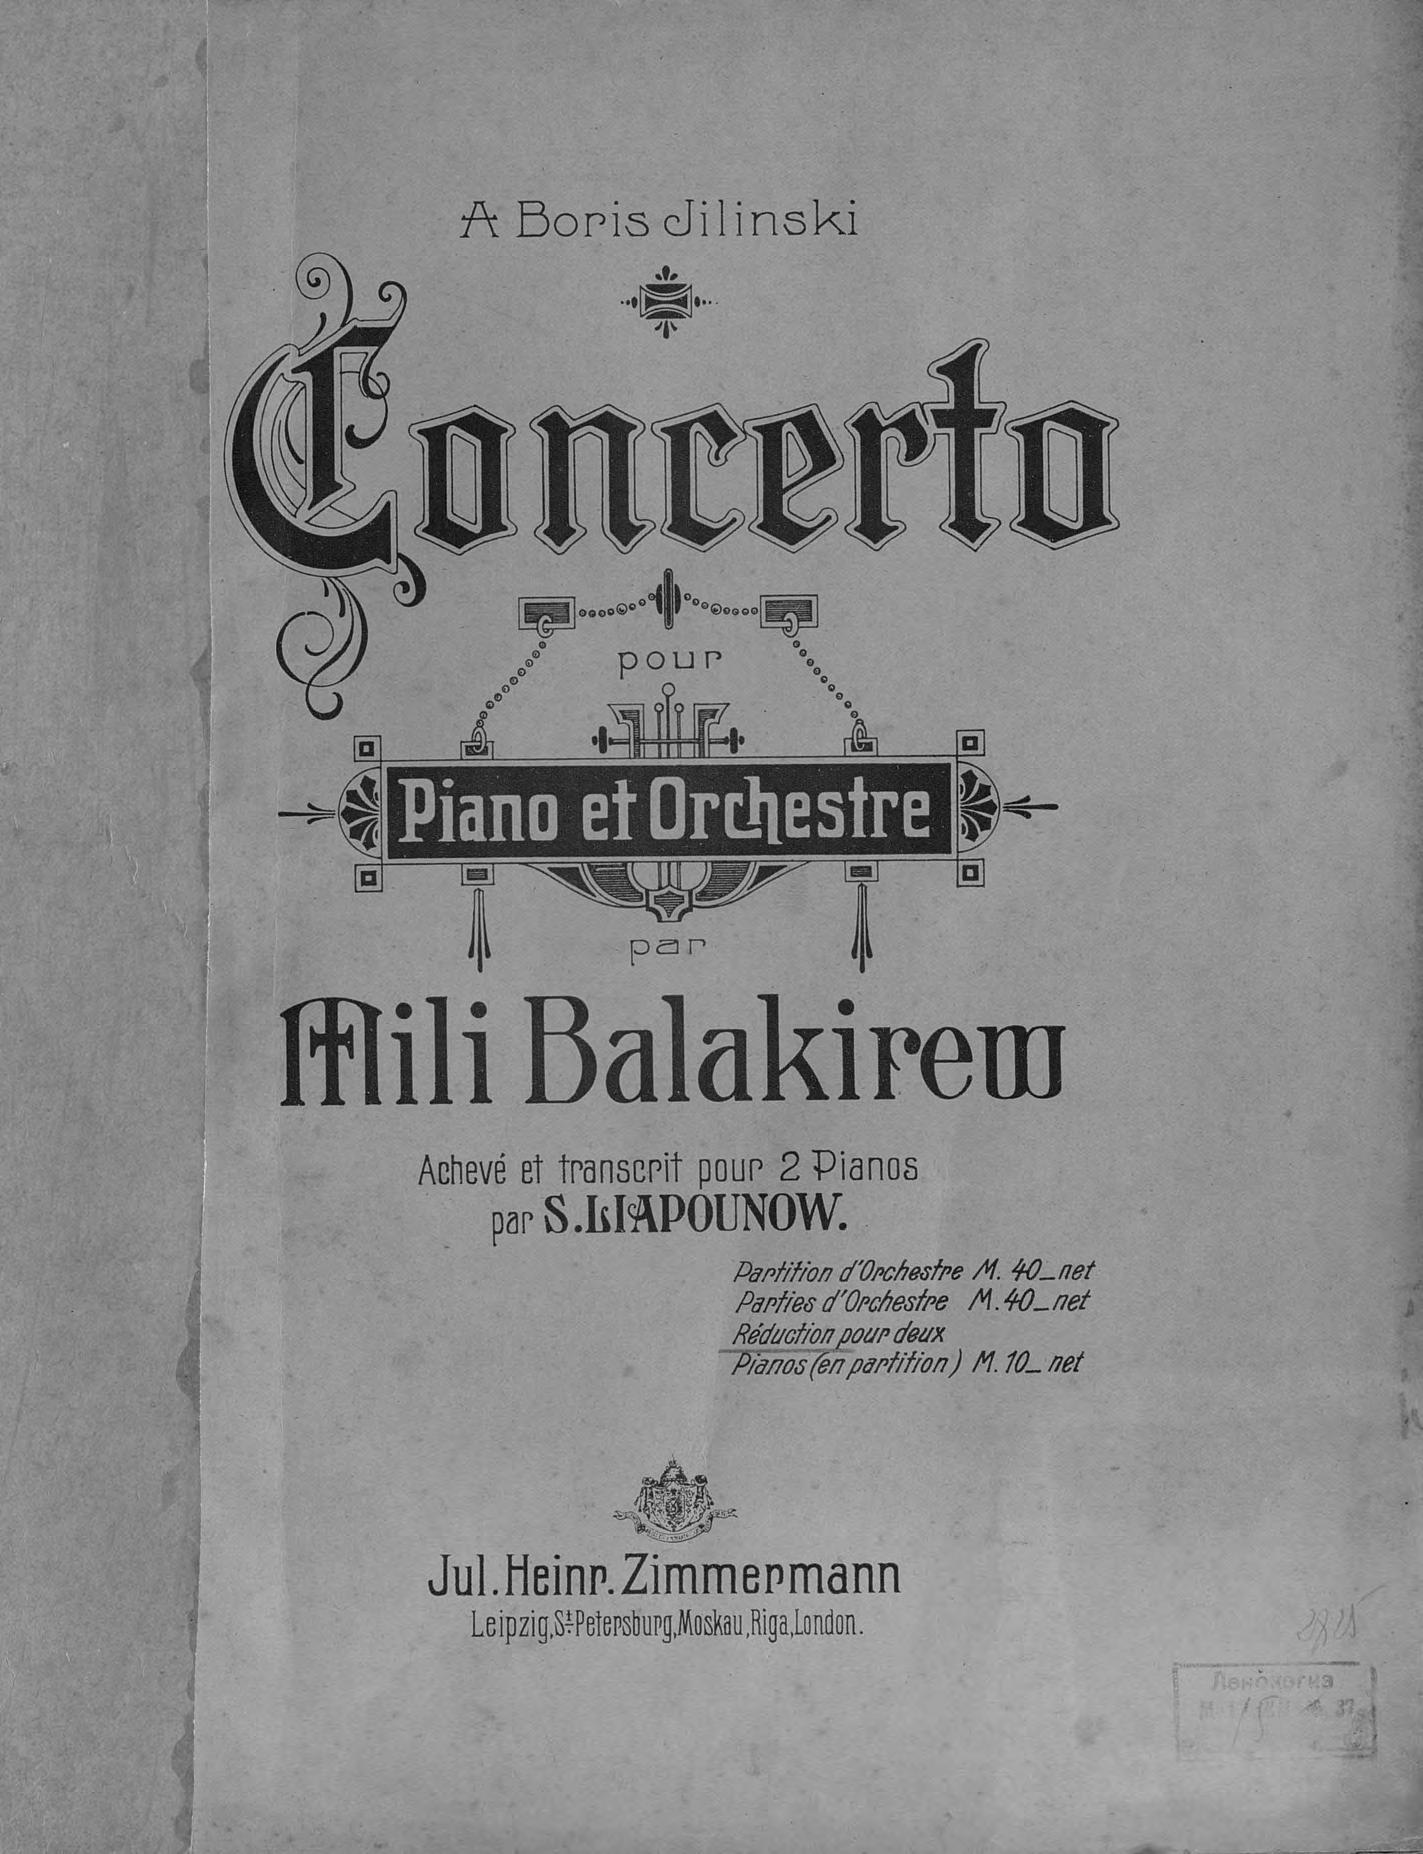 A Boris Jilinski
Concerto
pour
Piano et Orchestre
par
Mili Balakirew
Achevé et transcrit pour 2 Pianos
par S. LIAPOUNOW.
Partition d'Orchestre M. 40_net
Parties d'Orchestre M. 40_net
Réduction pour deux
Pianos (en partition) M. 10_ net
Jul. Heinr. Zimmermann
Leipzig, St. Petersburg, Moskau, Riga, London.